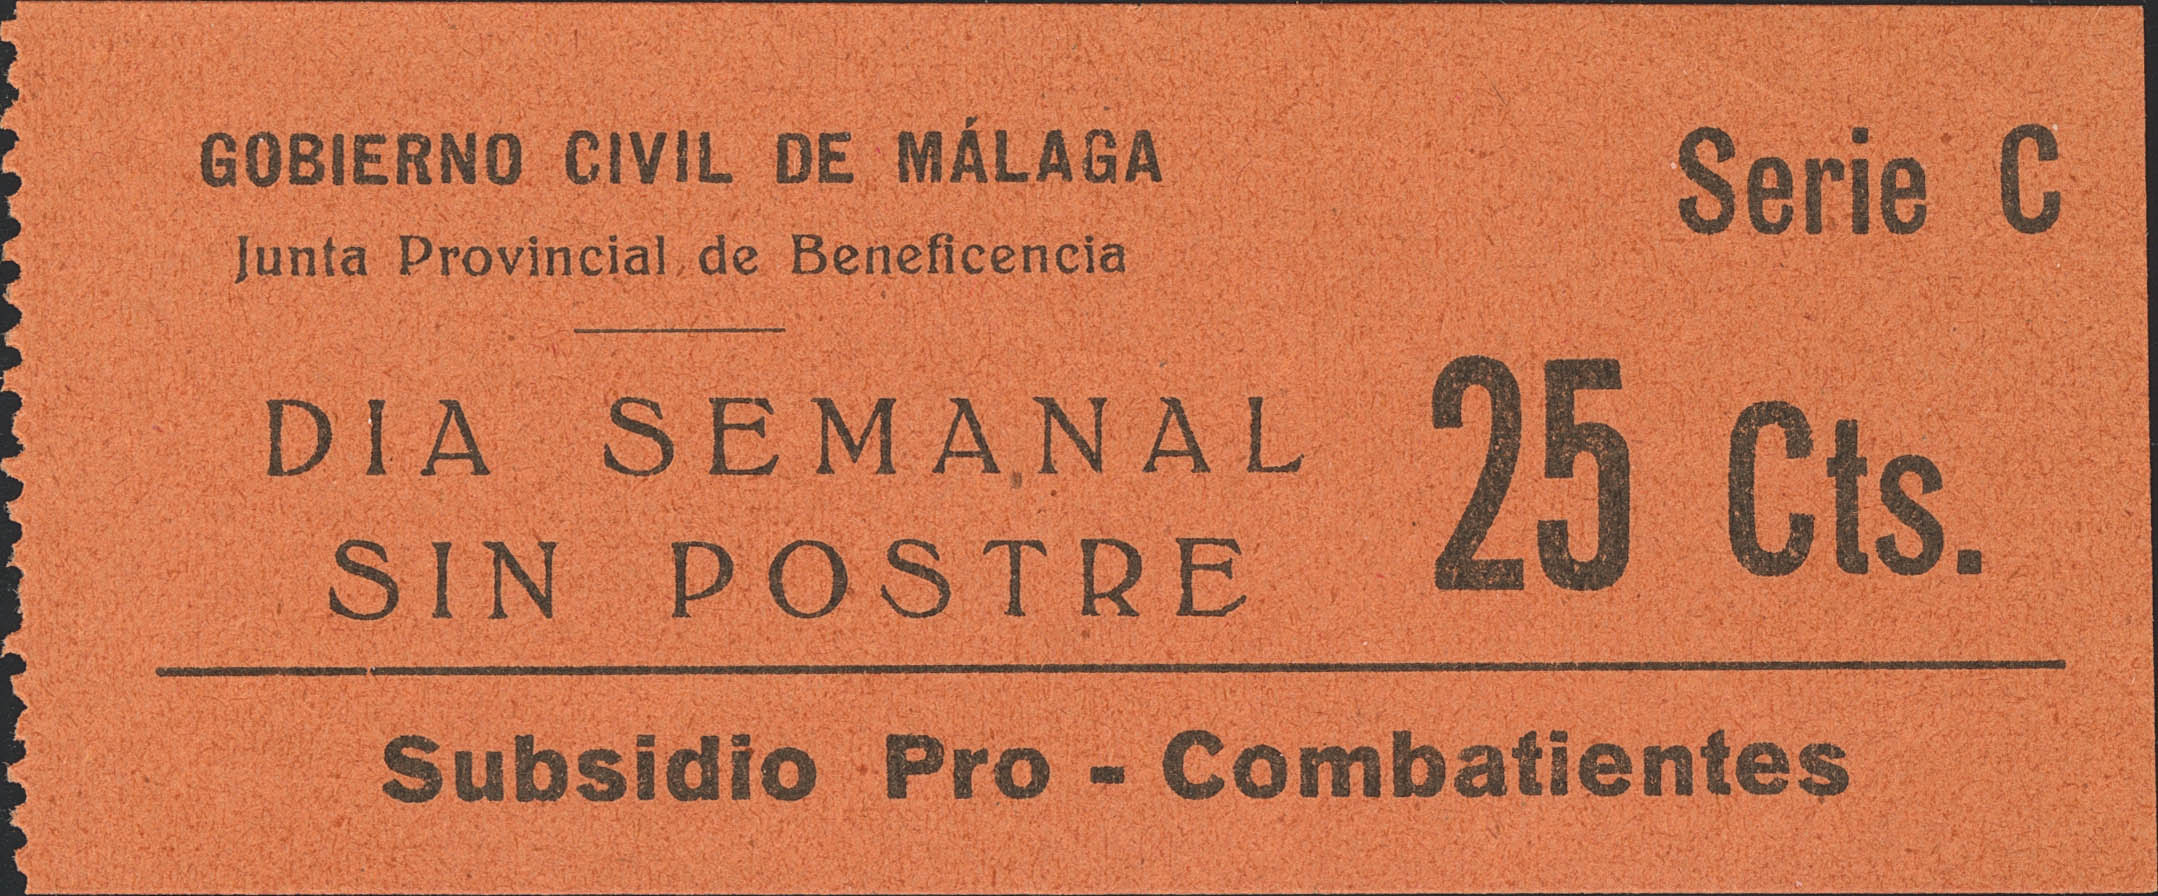 GOBIERNO CIVIL DE MÁLAGA
Junta Provincial de Beneficencia
Serie C
DIA SEMANAL
SIN POSTRE
25 Cts.
Subsidio Pro - Combatientes